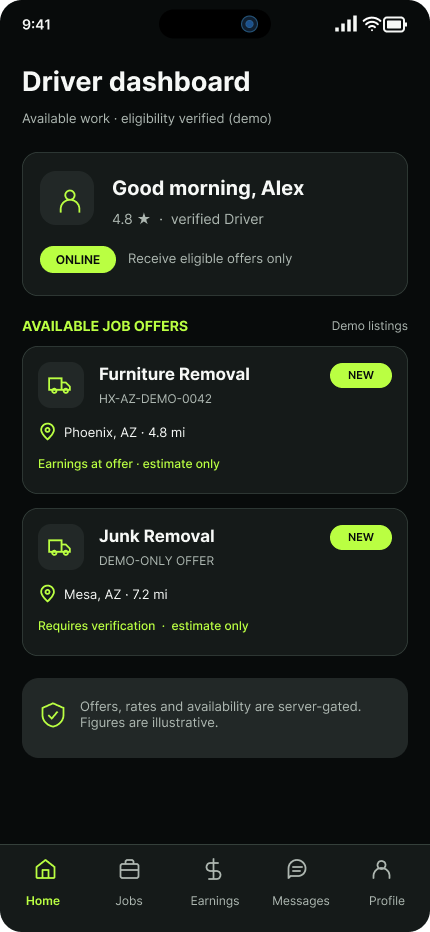 9:41
Driver dashboard
Available work · eligibility verified (demo)
Good morning, Alex
4.8 ★ · verified Driver
ONLINE
Receive eligible offers only
AVAILABLE JOB OFFERS
Demo listings
Furniture Removal
NEW
HX-AZ-DEMO-0042
Phoenix, AZ · 4.8 mi
Earnings at offer · estimate only
Junk Removal
NEW
DEMO-ONLY OFFER
Mesa, AZ · 7.2 mi
Requires verification · estimate only
Offers, rates and availability are server-gated.
Figures are illustrative.
Home
Jobs
Earnings
Messages
Profile